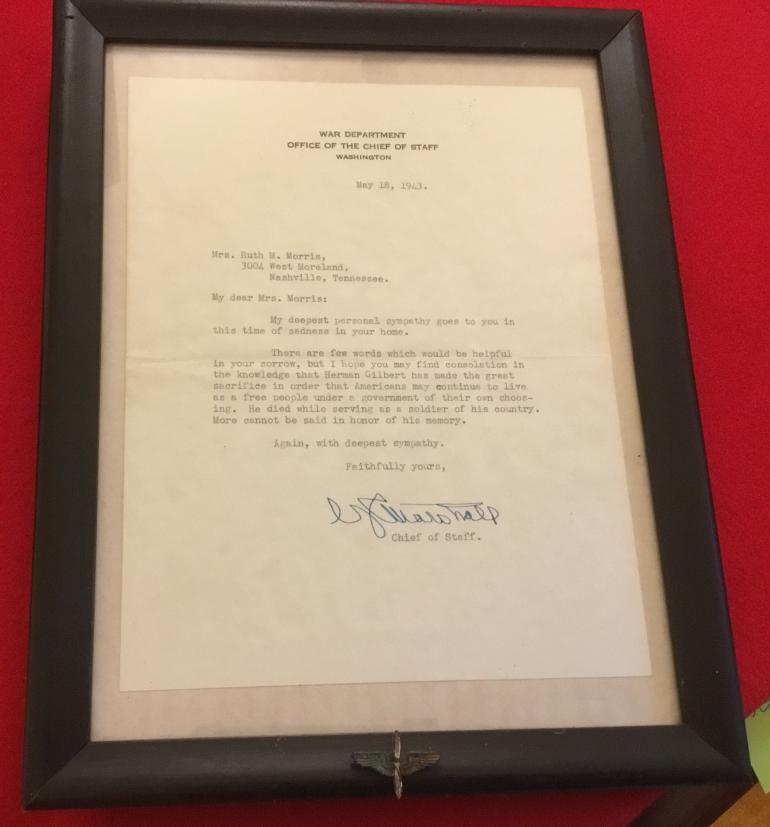 WAR DEPARTMENT
OFFICE OF THE CHIEF OF STAFF
WASHINGTON
May 18, 1943.
Mrs. Ruth M. Morris,
3004 West Moreland,
Nashville, Tennessee.
My dear Mrs. Morris:
My deepest personal sympathy goes to you in
this time of sadness in your home.
There are few words which would be helpful
in your sorrow, but I hope you may find consolation in
the knowledge that Herman Gilbert has made the great
sacrifice in order that Americans may continue to live
as a free people under a government of their own choos-
ing. He died while serving as a soldier of his country.
More cannot be said in honor of his memory.
Again, with deepest sympathy.
Faithfully yours,
G Marshall
Chief of Staff.